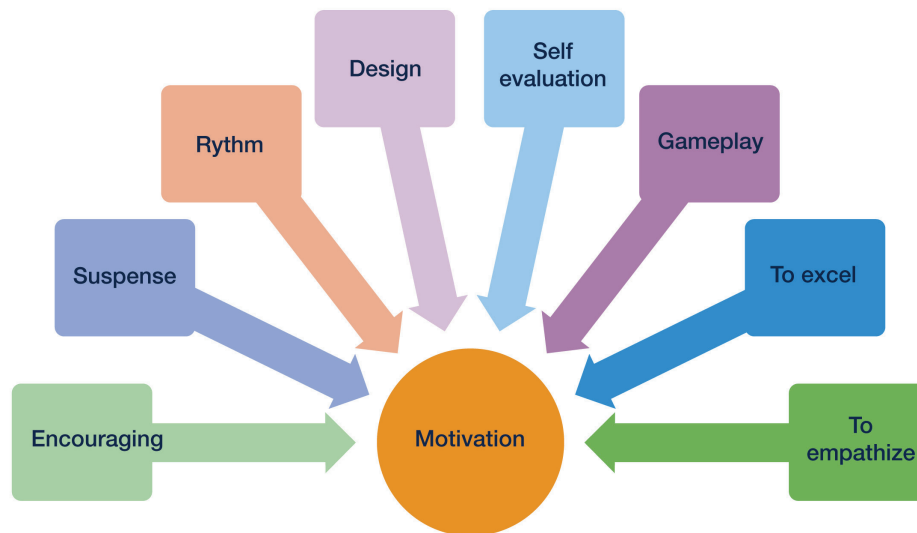 Design
Self
evaluation
Rythm
Gameplay
Suspense
To excel
Encouraging
Motivation
To
empathize